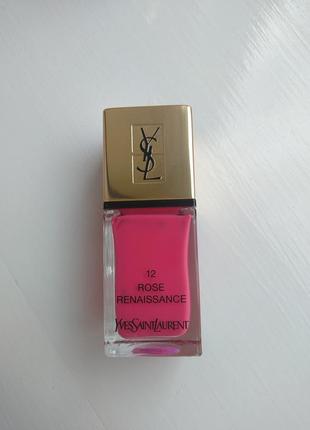 YSL
12
ROSE
RENAISSANCE
YVESSAINTLAURENT